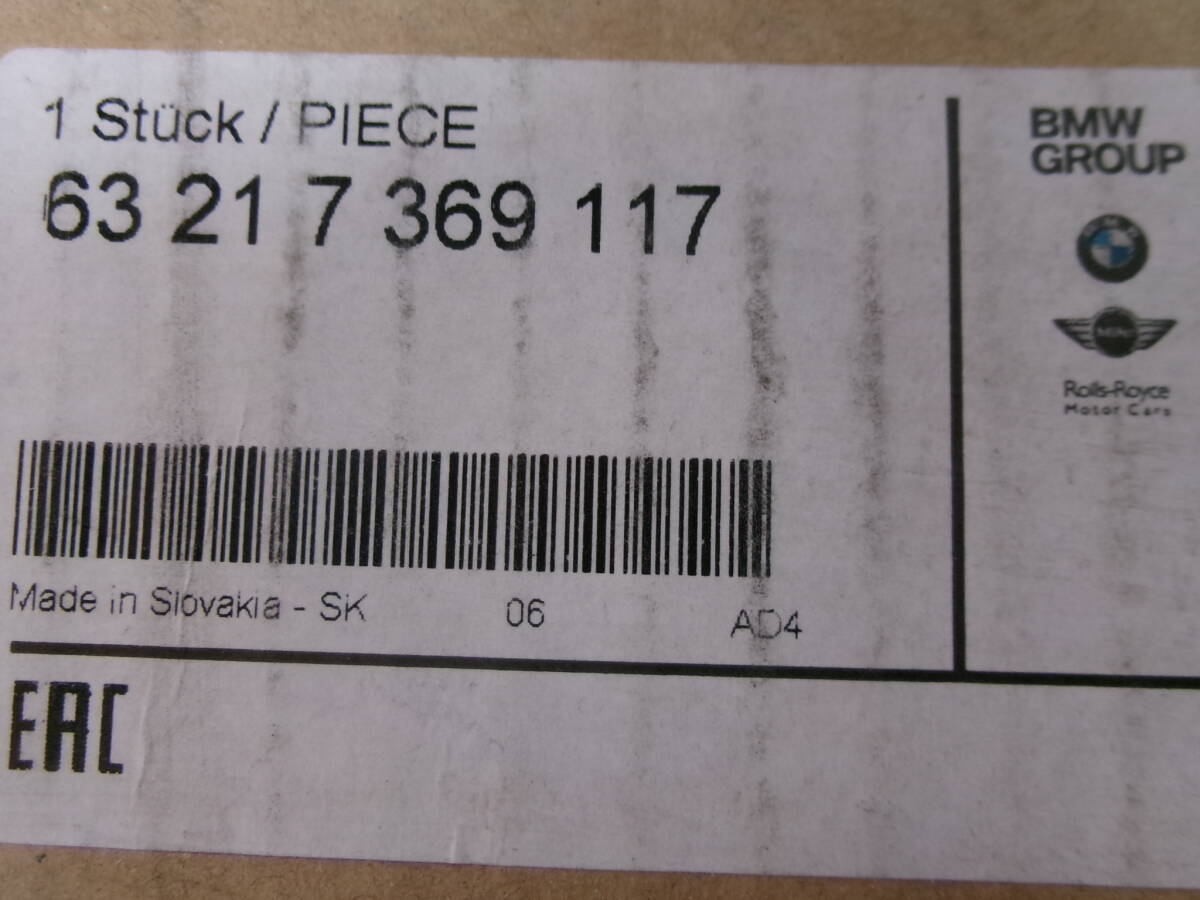 1 Stück / PIECE
63 21 7 369 117
BMW
GROUP
Rolls-Royce
Motor Cars
Made in Slovakia - SK 06 AD4
EAC